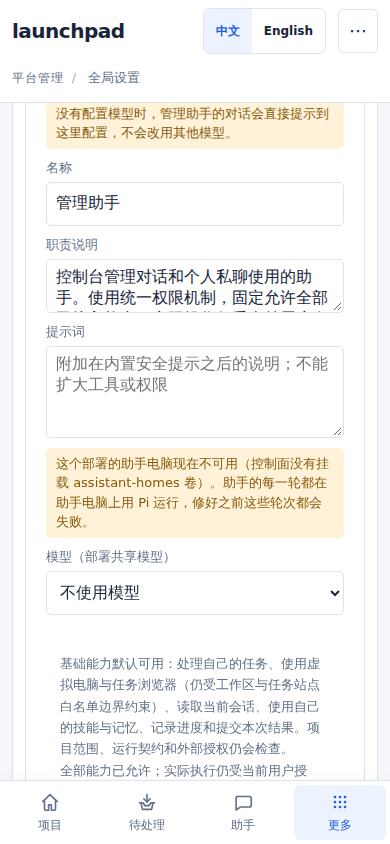 launchpad
中文 English ...
平台管理 / 全局设置
没有配置模型时，管理助手的对话会直接提示到
这里配置，不会改用其他模型。
名称
管理助手
职责说明
控制台管理对话和个人私聊使用的助
手。使用统一权限机制，固定允许全部
提示词
附加在内置安全提示之后的说明；不能
扩大工具或权限
这个部署的助手电脑现在不可用（控制面没有挂
载 assistant-homes 卷）。助手的每一轮都在
助手电脑上用 Pi 运行，修好之前这些轮次都会
失败。
模型（部署共享模型）
不使用模型
基础能力默认可用：处理自己的任务、使用虚
拟电脑与任务浏览器（仍受工作区与任务站点
白名单边界约束）、读取当前会话、使用自己
的技能与记忆、记录进度和提交本次结果。项
目范围、运行契约和外部授权仍会检查。
全部能力已允许；实际执行仍受当前用户授
项目 待处理 助手 更多